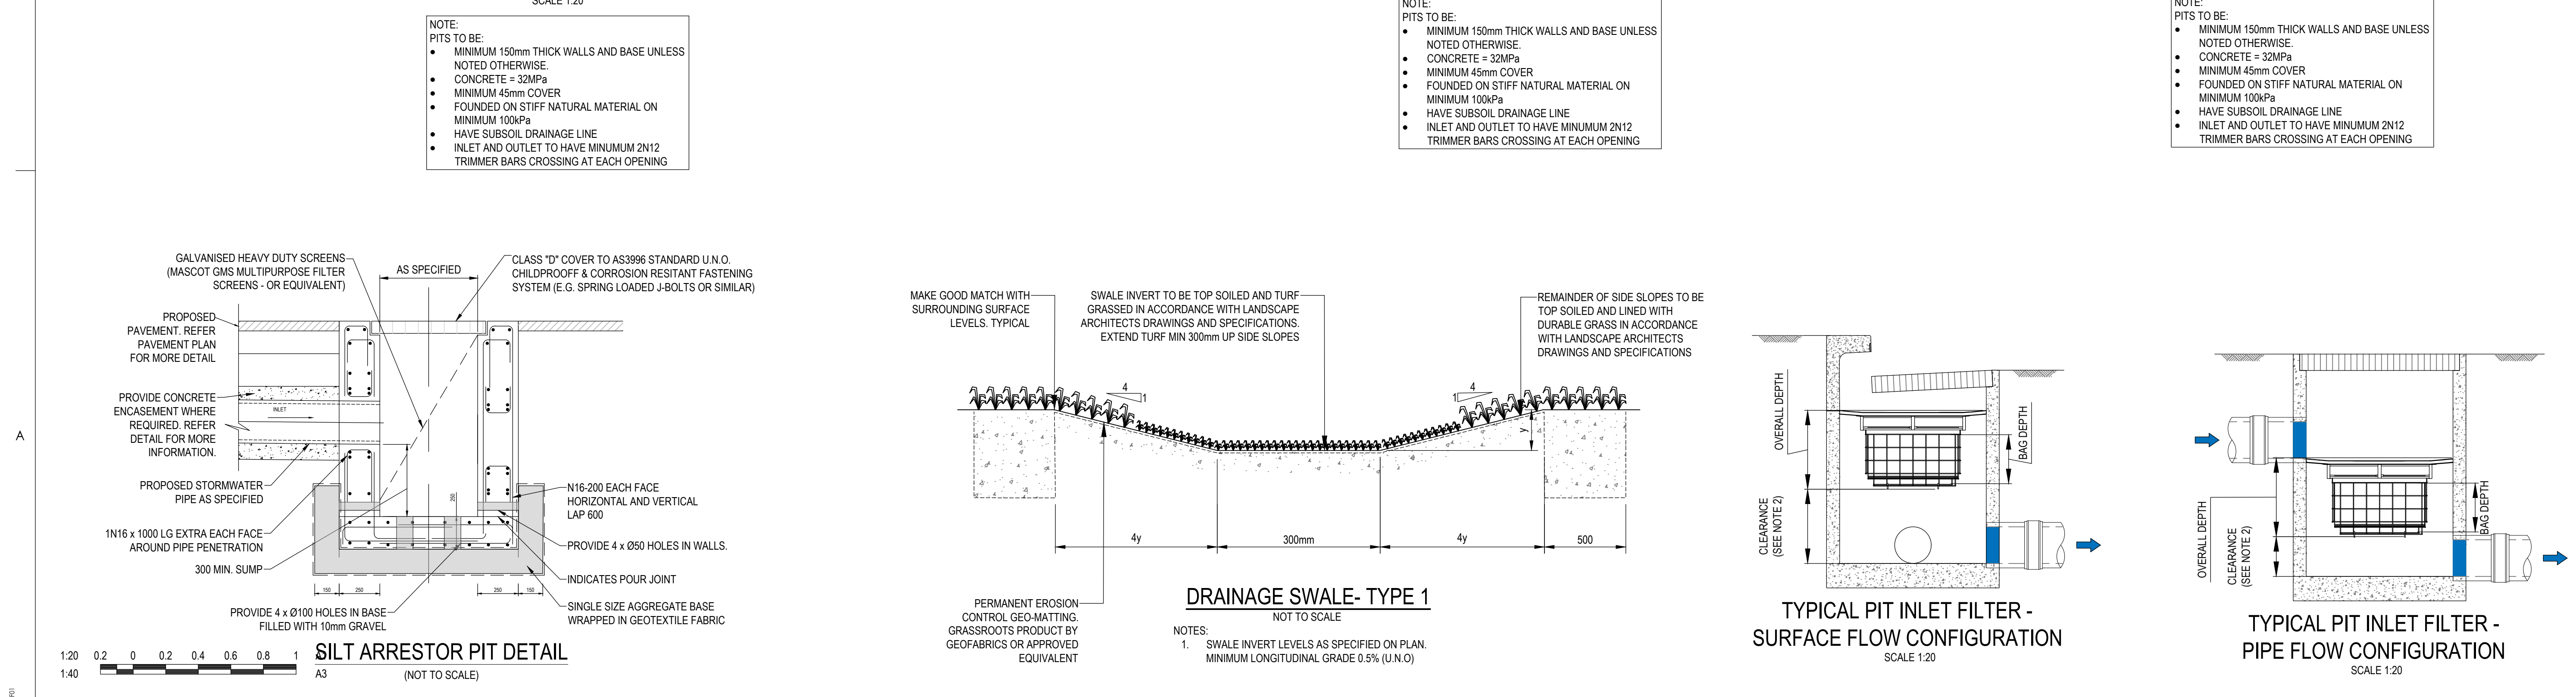 SCALE 1:20
NOTE:
PITS TO BE:
● MINIMUM 150mm THICK WALLS AND BASE UNLESS
NOTED OTHERWISE.
● CONCRETE = 32MPa
● MINIMUM 45mm COVER
● FOUNDED ON STIFF NATURAL MATERIAL ON
MINIMUM 100kPa
● HAVE SUBSOIL DRAINAGE LINE
● INLET AND OUTLET TO HAVE MINUMUM 2N12
TRIMMER BARS CROSSING AT EACH OPENING
NOTE:
PITS TO BE:
● MINIMUM 150mm THICK WALLS AND BASE UNLESS
NOTED OTHERWISE.
● CONCRETE = 32MPa
● MINIMUM 45mm COVER
● FOUNDED ON STIFF NATURAL MATERIAL ON
MINIMUM 100kPa
● HAVE SUBSOIL DRAINAGE LINE
● INLET AND OUTLET TO HAVE MINUMUM 2N12
TRIMMER BARS CROSSING AT EACH OPENING
NOTE:
PITS TO BE:
● MINIMUM 150mm THICK WALLS AND BASE UNLESS
NOTED OTHERWISE.
● CONCRETE = 32MPa
● MINIMUM 45mm COVER
● FOUNDED ON STIFF NATURAL MATERIAL ON
MINIMUM 100kPa
● HAVE SUBSOIL DRAINAGE LINE
● INLET AND OUTLET TO HAVE MINUMUM 2N12
TRIMMER BARS CROSSING AT EACH OPENING
A
GALVANISED HEAVY DUTY SCREENS
(MASCOT GMS MULTIPURPOSE FILTER
SCREENS - OR EQUIVALENT)
AS SPECIFIED
CLASS "D" COVER TO AS3996 STANDARD U.N.O.
CHILDPROOFF & CORROSION RESITANT FASTENING
SYSTEM (E.G. SPRING LOADED J-BOLTS OR SIMILAR)
PROPOSED
PAVEMENT. REFER
PAVEMENT PLAN
FOR MORE DETAIL
PROVIDE CONCRETE
ENCASEMENT WHERE
REQUIRED. REFER
DETAIL FOR MORE
INFORMATION.
INLET
PROPOSED STORMWATER
PIPE AS SPECIFIED
1N16 x 1000 LG EXTRA EACH FACE
AROUND PIPE PENETRATION
300 MIN. SUMP
250
N16-200 EACH FACE
HORIZONTAL AND VERTICAL
LAP 600
PROVIDE 4 x Ø50 HOLES IN WALLS.
INDICATES POUR JOINT
SINGLE SIZE AGGREGATE BASE
WRAPPED IN GEOTEXTILE FABRIC
150 250 250 150
PROVIDE 4 x Ø100 HOLES IN BASE
FILLED WITH 10mm GRAVEL
SILT ARRESTOR PIT DETAIL
(NOT TO SCALE)
1:20 0.2 0 0.2 0.4 0.6 0.8 1
1:40 A3
MAKE GOOD MATCH WITH
SURROUNDING SURFACE
LEVELS. TYPICAL
SWALE INVERT TO BE TOP SOILED AND TURF
GRASSED IN ACCORDANCE WITH LANDSCAPE
ARCHITECTS DRAWINGS AND SPECIFICATIONS.
EXTEND TURF MIN 300mm UP SIDE SLOPES
REMAINDER OF SIDE SLOPES TO BE
TOP SOILED AND LINED WITH
DURABLE GRASS IN ACCORDANCE
WITH LANDSCAPE ARCHITECTS
DRAWINGS AND SPECIFICATIONS
4
1
4
1
y
4y 300mm 4y 500
PERMANENT EROSION
CONTROL GEO-MATTING.
GRASSROOTS PRODUCT BY
GEOFABRICS OR APPROVED
EQUIVALENT
DRAINAGE SWALE- TYPE 1
NOT TO SCALE
NOTES:
1. SWALE INVERT LEVELS AS SPECIFIED ON PLAN.
MINIMUM LONGITUDINAL GRADE 0.5% (U.N.O)
OVERALL DEPTH
BAG DEPTH
CLEARANCE
(SEE NOTE 2)
TYPICAL PIT INLET FILTER -
SURFACE FLOW CONFIGURATION
SCALE 1:20
OVERALL DEPTH
CLEARANCE
(SEE NOTE 2)
BAG DEPTH
TYPICAL PIT INLET FILTER -
PIPE FLOW CONFIGURATION
SCALE 1:20